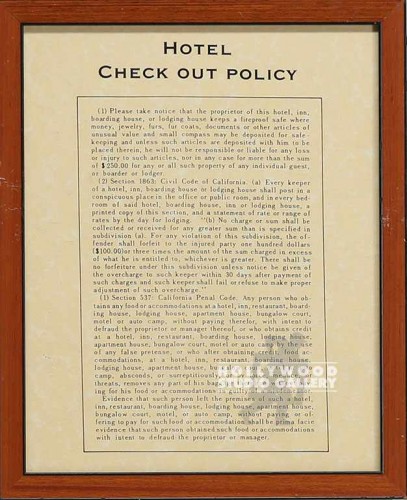 HOTEL
CHECK OUT POLICY
(1) Please take notice that the proprietor of this hotel, inn,
boarding house, or lodging house keeps a fireproof safe where
money, jewelry, furs, fur coats, documents or other articles of
unusual value and small compass may be deposited for safe-
keeping and unless such articles are deposited with him to be
placed therein, he will not be responsible or liable for any loss
or injury to such articles, nor in any case for more than the sum
of $250.00 for any or all such property of any individual guest,
or boarder or lodger.
(2) Section 1863: Civil Code of California. (a) Every keeper
of a hotel, inn, boarding house or lodging house shall post in a
conspicuous place in the office or public room, and in every bed-
room of said hotel, boarding house, inn or lodging house, a
printed copy of this section, and a statement of rate or range of
rates by the day for lodging. "(b) No charge or sum shall be
collected or received for any greater sum than is specified in
subdivision (a). For any violation of this subdivision, the of-
fender shall forfeit to the injured party one hundred dollars
($100.00) or three times the amount of the sum charged in excess
of what he is entitled to, whichever is greater. There shall be
no forfeiture under this subdivision unless notice be given of
the overcharge to such keeper within 30 days after payment of
such charges and such keeper shall fail or refuse to make proper
adjustment of such overcharge."
(1) Section 537: California Penal Code. Any person who ob-
tains any food or accommodations at a hotel, inn, restaurant, board-
ing house, lodging house, apartment house, bungalow court,
motel or auto camp, without paying therefor, with intent to
defraud the proprietor or manager thereof, or who obtains credit
at a hotel, inn, restaurant, boarding house, lodging house,
apartment house, bungalow court, motel or auto camp by the use
of any false pretense, or who after obtaining
commodations, at a hotel, inn, restaurant, boarding
lodging house, apartment house,
camp, absconds, or surreptitiously
threats, removes any part of his bag
ing for his food or accommodations is guilty of
Evidence that such person left the premises of such hotel,
inn, restaurant, boarding house, lodging house, apartment house,
bungalow court, motel, or auto camp, without paying or of-
fering to pay for such food or accommodation shall be prima facie
evidence that such person obtained such food or accommodations
with intent to defraud the proprietor or manager.
HOLLYWOOD
STUDIO GALLERY